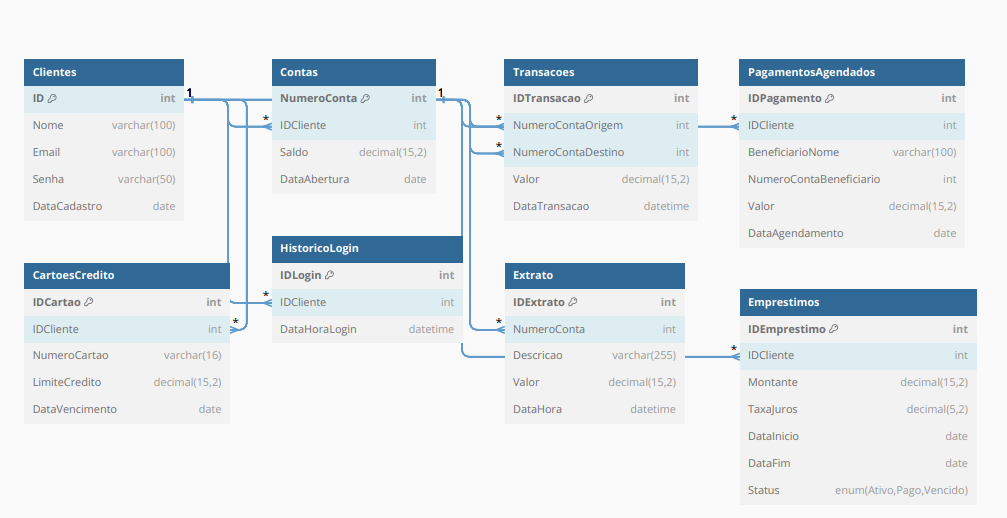 Clientes
ID int
Nome varchar(100)
Email varchar(100)
Senha varchar(50)
DataCadastro date
1
Contas
NumeroConta int
IDCliente int
Saldo decimal(15,2)
DataAbertura date
*
1
Transacoes
IDTransacao int
NumeroContaOrigem int
NumeroContaDestino int
Valor decimal(15,2)
DataTransacao datetime
*
*
PagamentosAgendados
IDPagamento int
IDCliente int
BeneficiarioNome varchar(100)
NumeroContaBeneficiario int
Valor decimal(15,2)
DataAgendamento date
*
CartoesCredito
IDCartao int
IDCliente int
NumeroCartao varchar(16)
LimiteCredito decimal(15,2)
DataVencimento date
*
HistoricoLogin
IDLogin int
IDCliente int
DataHoraLogin datetime
*
Extrato
IDExtrato int
NumeroConta int
Descricao varchar(255)
Valor decimal(15,2)
DataHora datetime
*
Emprestimos
IDEmprestimo int
IDCliente int
Montante decimal(15,2)
TaxaJuros decimal(5,2)
DataInicio date
DataFim date
Status enum(Ativo,Pago,Vencido)
*